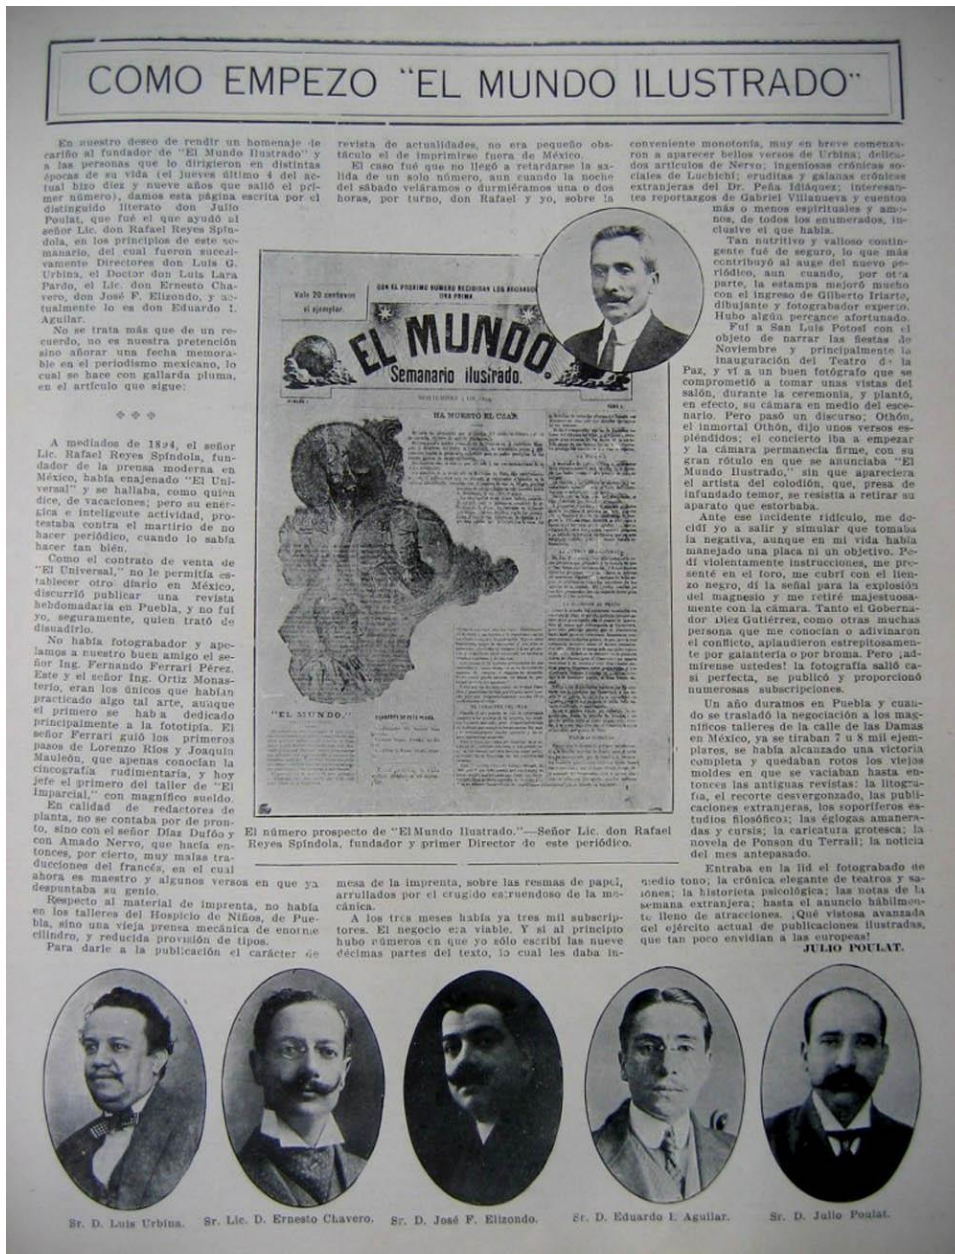 COMO EMPEZO "EL MUNDO ILUSTRADO"
En nuestro deseo de rendir un homenaje de
cariño al fundador de "El Mundo Ilustrado" y
a las personas que lo dirigieron en distintas
épocas de su vida (el jueves último 4 del ac-
tual hizo diez y nueve años que salió el pri-
mer número), damos esta página escrita por el
distinguido literato don Julio
Poulat, que fué el que ayudó al
señor Lic. don Rafael Reyes Spín-
dola, en los principios de este se-
manario, del cual fueron sucesi-
vamente Directores don Luis G.
Urbina, el Doctor don Luis Lara
Pardo, el Lic. don Ernesto Cha-
vero, don José F. Elizondo, y ac-
tualmente lo es don Eduardo I.
Aguilar.
No se trata más que de un re-
cuerdo, no es nuestra pretención
sino añorar una fecha memora-
ble en el periodismo mexicano, lo
cual se hace con gallarda pluma,
en el artículo que sigue:
A mediados de 1894, el señor
Lic. Rafael Reyes Spíndola, fun-
dador de la prensa moderna en
México, había enajenado "El Uni-
versal" y se hallaba, como quien
dice, de vacaciones; pero su enér-
gica e inteligente actividad, pro-
testaba contra el martirio de no
hacer periódico, cuando lo sabía
hacer tan bién.
Como el contrato de venta de
"El Universal," no le permitía es-
tablecer otro diario en México,
discurrió publicar una revista
hebdomadaria en Puebla, y no fuí
yo, seguramente, quien trató de
disuadirlo.
No había fotograbador y ape-
lamos a nuestro buen amigo el se-
ñor Ing. Fernando Ferrari Pérez.
Este y el señor Ing. Ortiz Monas-
terio, eran los únicos que habían
practicado algo tal arte, aunque
el primero se había dedicado
principalmente a la fototipia. El
señor Ferrari guió los primeros
pasos de Lorenzo Ríos y Joaquín
Mauleón, que apenas conocían la
cincografía rudimentaria, y hoy
jefe el primero del taller de "El
Imparcial," con magnífico sueldo.
En calidad de redactores de
planta, no se contaba por de pron-
to, sino con el señor Díaz Dufóo y
con Amado Nervo, que hacía en-
tonces, por cierto, muy malas tra-
ducciones del francés, en el cual
ahora es maestro y algunos versos en que ya
despuntaba su genio.
Respecto al material de imprenta, no había
en los talleres del Hospicio de Niños, de Pue-
bla, sino una vieja prensa mecánica de enorme
cilindro, y reducida provisión de tipos.
Para darle a la publicación el carácter de
revista de actualidades, no era pequeño obs-
táculo el de imprimirse fuera de México.
El caso fué que no llegó a retardarse la sa-
lida de un solo número, aun cuando la noche
del sábado veláramos o durmiéramos una o dos
horas, por turno, don Rafael y yo, sobre la
Vale 20 centavos
el ejemplar.
CON EL PROXIMO NUMERO RECIBIRAN LOS
UNA PRIMA.
EL MUNDO.
Semanario ilustrado.
HA MUERTO EL CZAR.
"EL MUNDO."
El número prospecto de "El Mundo Ilustrado."—Señor Lic. don Rafael
Reyes Spíndola, fundador y primer Director de este periódico.
mesa de la imprenta, sobre las resmas de papel,
arrullados por el crugido estruendoso de la me-
cánica.
A los tres meses había ya tres mil subscrip-
tores. El negocio era viable. Y si al principio
hubo números en que yo sólo escribí las nueve
décimas partes del texto, lo cual les daba in-
conveniente monotonía, muy en breve comenza-
ron a aparecer bellos versos de Urbina; delica-
dos artículos de Nervo; ingeniosas crónicas so-
ciales de Luchichí; eruditas y galanas crónicas
extranjeras del Dr. Peña Idiáquez; interesan-
tes reportazgos de Gabriel Villanueva y cuentos
más o menos espirituales y ame-
nos, de todos los enumerados, in-
clusive el que habla.
Tan nutritivo y valioso contin-
gente fué de seguro, lo que más
contribuyó al auge del nuevo pe-
riódico, aun cuando, por otra
parte, la estampa mejoró mucho
con el ingreso de Gilberto Iriarte,
dibujante y fotograbador experto.
Hubo algún percance afortunado.
Fuí a San Luis Potosí con el
objeto de narrar las fiestas de
Noviembre y principalmente la
inauguración del Teatro de la
Paz, y ví a un buen fotógrafo que se
comprometió a tomar unas vistas del
salón, durante la ceremonia, y plantó,
en efecto, su cámara en medio del esce-
nario. Pero pasó un discurso; Othón,
el inmortal Othón, dijo unos versos es-
pléndidos; el concierto iba a empezar
y la cámara permanecía firme, con su
gran rótulo en que se anunciaba "El
Mundo Ilustrado," sin que apareciera
el artista del colodión, que, presa de
infundado temor, se resistía a retirar su
aparato que estorbaba.
Ante ese incidente ridículo, me de-
cidí yo a salir y simular que tomaba
la negativa, aunque en mi vida había
manejado una placa ni un objetivo. Pe-
dí violentamente instrucciones, me pre-
senté en el foro, me cubrí con el lien-
zo negro, dí la señal para la explosión
del magnesio y me retiré majestuosa-
mente con la cámara. Tanto el Goberna-
dor Díez Gutiérrez, como otras muchas
persona que me conocían o adivinaron
el conflicto, aplaudieron estrepitosamen-
te por galantería o por broma. Pero ¡ad-
mírense ustedes! la fotografía salió ca-
si perfecta, se publicó y proporcionó
numerosas subscripciones.
Un año duramos en Puebla y cuan-
do se trasladó la negociación a los mag-
níficos talleres de la calle de las Damas
en México, ya se tiraban 7 u 8 mil ejem-
plares, se había alcanzado una victoria
completa y quedaban rotos los viejos
moldes en que se vaciaban hasta en-
tonces las antiguas revistas: la litogra-
fía, el recorte desvergonzado, las publi-
caciones extranjeras, los soporíferos es-
tudios filosóficos; las églogas amanera-
das y cursis; la caricatura grotesca; la
novela de Ponson du Terrail; la noticia
del mes antepasado.
Entraba en la lid el fotograbado de
medio tono; la crónica elegante de teatros y sa-
lones; la historieta psicológica; las notas de la
semana extranjera; hasta el anuncio hábilmen-
te lleno de atracciones. ¡Qué vistosa avanzada
del ejército actual de publicaciones ilustradas,
que tan poco envidian a las europeas!
JULIO POULAT.
Sr. D. Luis Urbina.
Sr. Lic. D. Ernesto Chavero.
Sr. D. José F. Elizondo.
Sr. D. Eduardo I. Aguilar.
Sr. D. Julio Poulat.